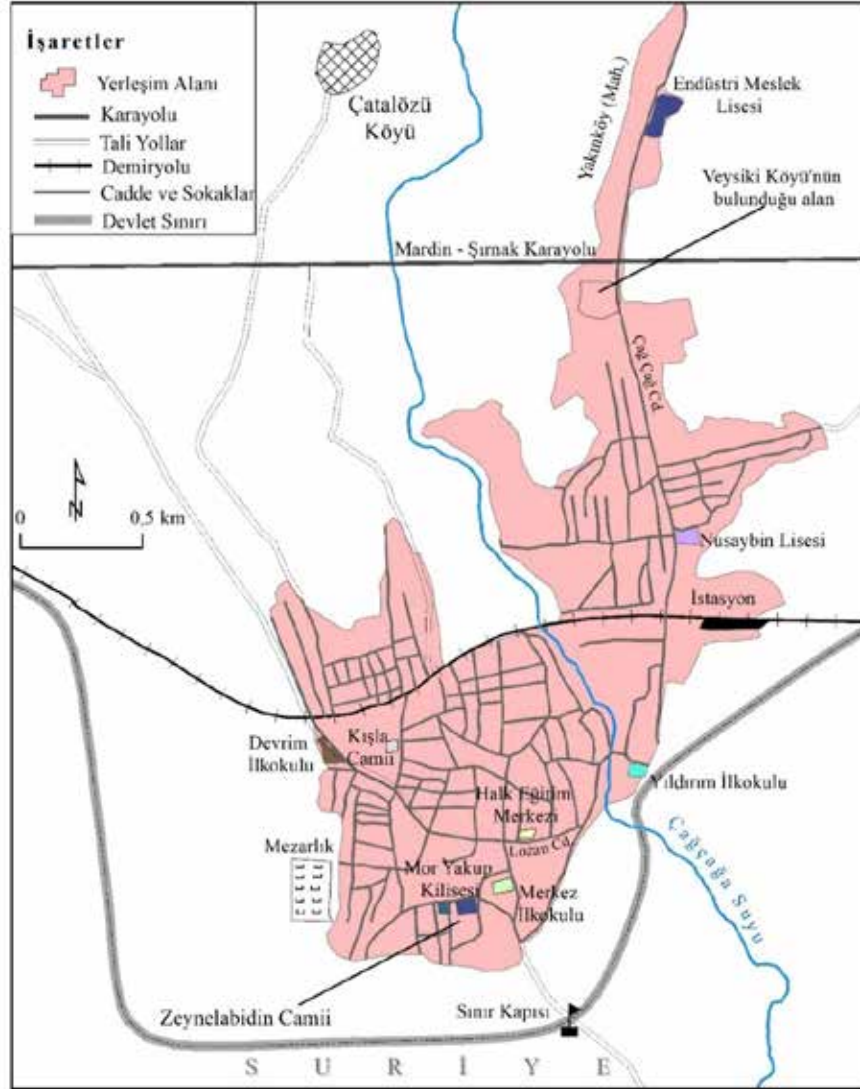 İşaretler
Yerleşim Alanı
Karayolu
Tali Yollar
Demiryolu
Cadde ve Sokaklar
Devlet Sınırı
Çatalözü
Köyü
Yakınköy (Mah.)
Endüstri Meslek
Lisesi
Veysiki Köyü'nün
bulunduğu alan
Mardin - Şırnak Karayolu
Çağ Çağ Cd.
N
0 0,5 km
Nusaybin Lisesi
İstasyon
Devrim
İlkokulu
Kışla
Camii
Yıldırım İlkokulu
Halk Eğirim
Merkezi
Lozan Cd.
Mezarlık
Mor Yakup
Kilisesi
Merkez
İlkokulu
Çağçağa Suyu
Zeynelabidin Camii
Sınır Kapısı
S U R İ Y E